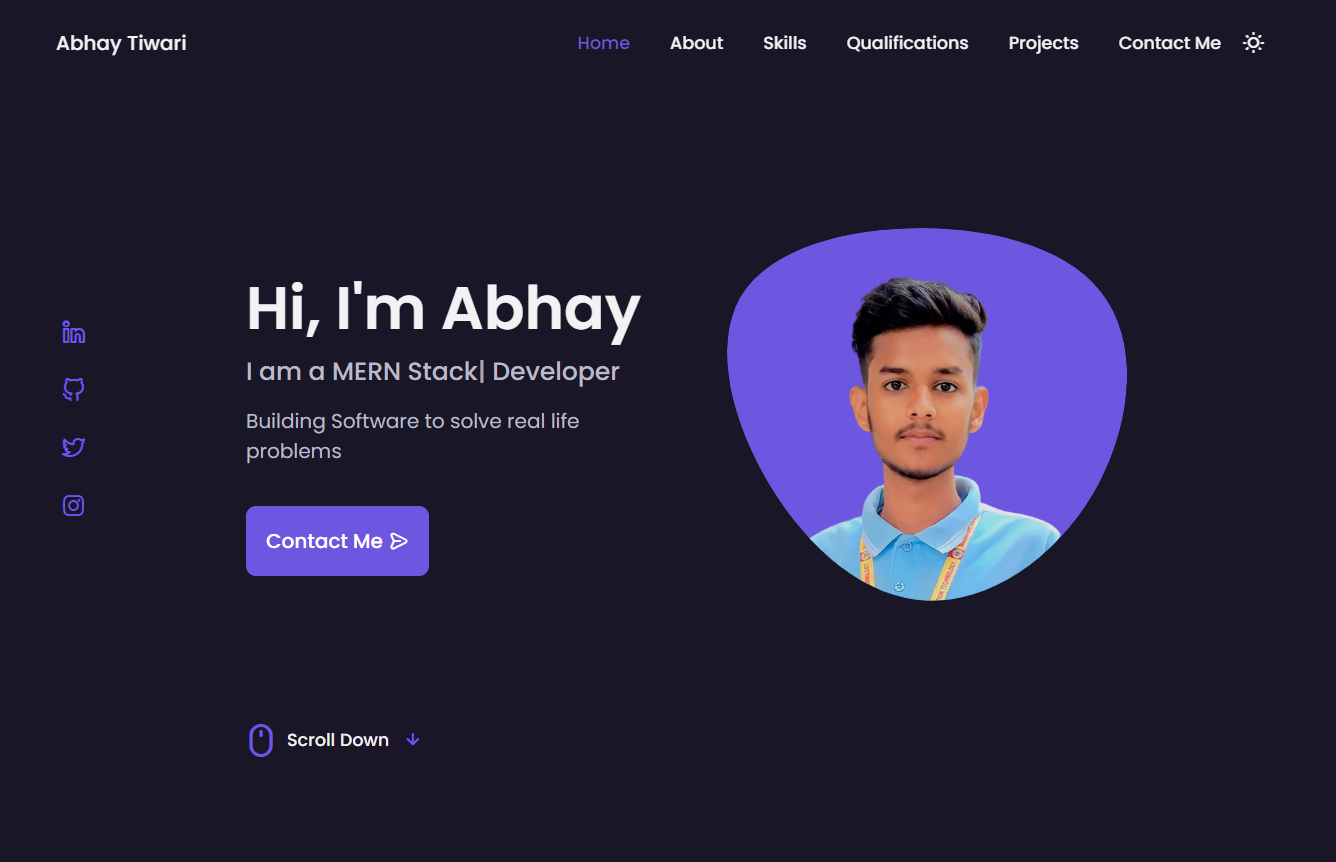 Abhay Tiwari
Home About Skills Qualifications Projects Contact Me
Hi, I'm Abhay
I am a MERN Stack| Developer
Building Software to solve real life
problems
Contact Me
Scroll Down